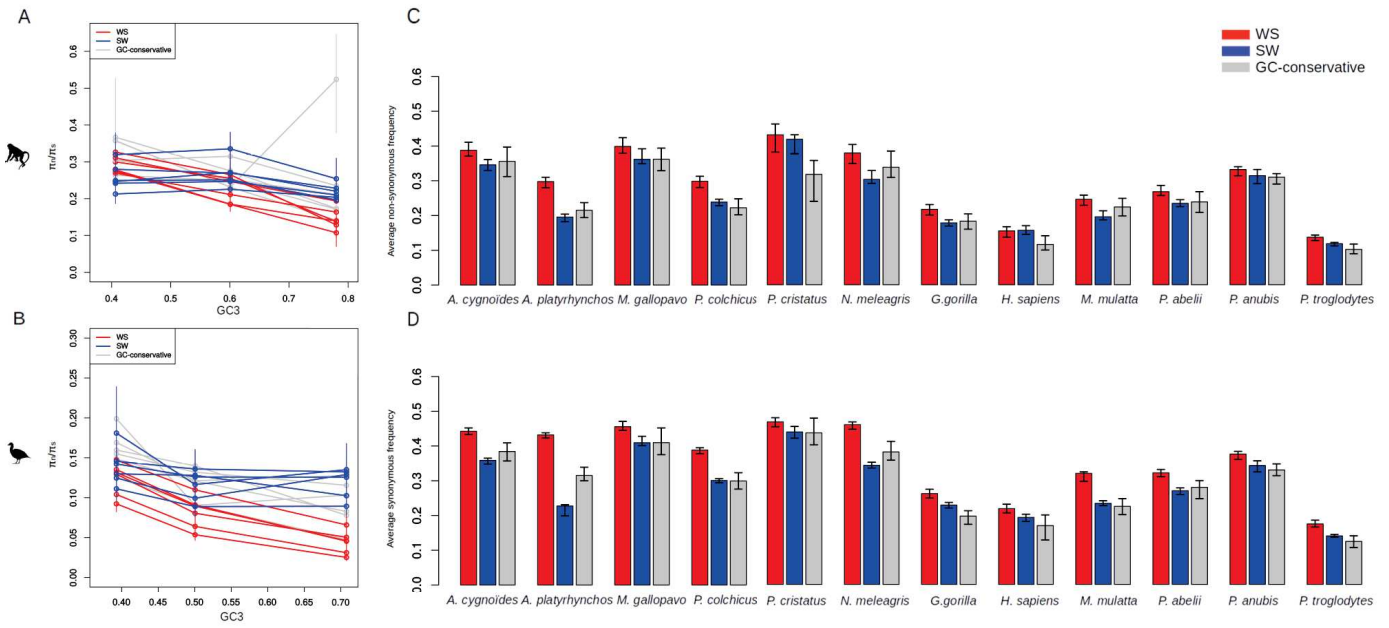 A
WS
SW
GC-conservative
πn/πs
0.6
0.5
0.4
0.3
0.2
0.1
0.0
0.4 0.5 0.6 0.7 0.8
GC3
B
WS
SW
GC-conservative
πn/πs
0.30
0.25
0.20
0.15
0.10
0.05
0.00
0.40 0.45 0.50 0.55 0.60 0.65 0.70
GC3
C
WS
SW
GC-conservative
Average non-synonymous frequency
0.6
0.5
0.4
0.3
0.2
0.1
0.0
A. cygnoïdes A. platyrhynchos M. gallopavo P. colchicus P. cristatus N. meleagris G.gorilla H. sapiens M. mulatta P. abelii P. anubis P. troglodytes
D
Average synonymous frequency
0.6
0.5
0.4
0.3
0.2
0.1
0.0
A. cygnoïdes A. platyrhynchos M. gallopavo P. colchicus P. cristatus N. meleagris G.gorilla H. sapiens M. mulatta P. abelii P. anubis P. troglodytes